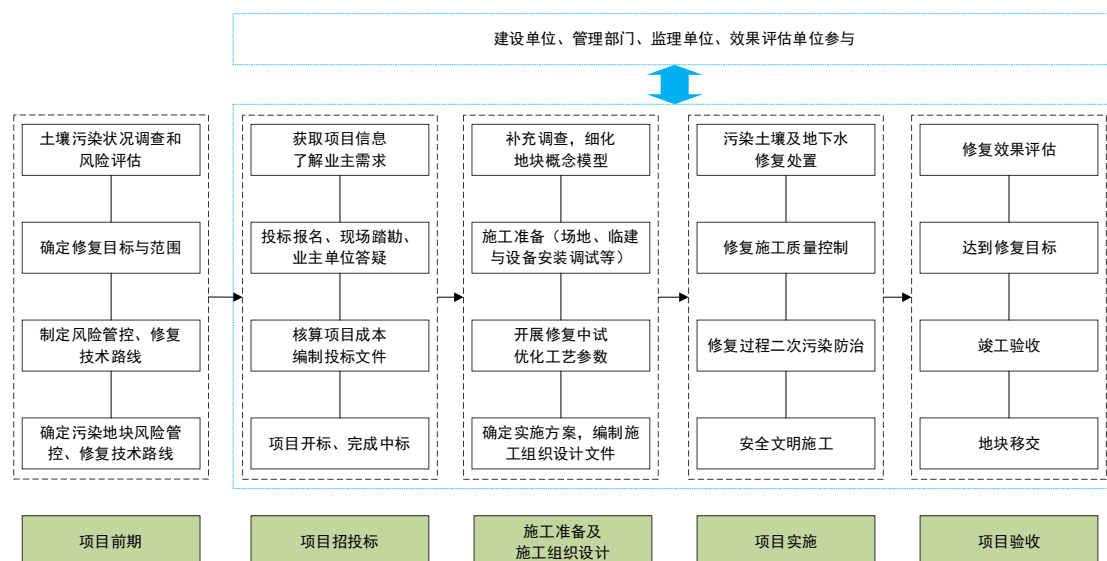 建设单位、管理部门、监理单位、效果评估单位参与
土壤污染状况调查和
风险评估
确定修复目标与范围
制定风险管控、修复
技术路线
确定污染地块风险管
控、修复技术路线
获取项目信息
了解业主需求
投标报名、现场踏勘、
业主单位答疑
核算项目成本
编制投标文件
项目开标、完成中标
补充调查，细化
地块概念模型
施工准备（场地、临建
与设备安装调试等）
开展修复中试
优化工艺参数
确定实施方案，编制施
工组织设计文件
污染土壤及地下水
修复处置
修复施工质量控制
修复过程二次污染防治
安全文明施工
修复效果评估
达到修复目标
竣工验收
地块移交
项目前期
项目招投标
施工准备及
施工组织设计
项目实施
项目验收